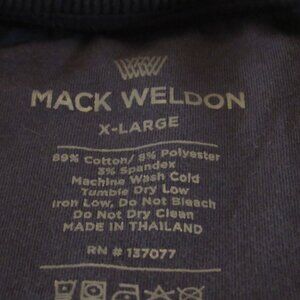 MACK WELDON
X-LARGE
89% Cotton/ 8% Polyester
3% Spandex
Machine Wash Cold
Tumble Dry Low
Iron Low, Do Not Bleach
Do Not Dry Clean
MADE IN THAILAND
RN # 137077